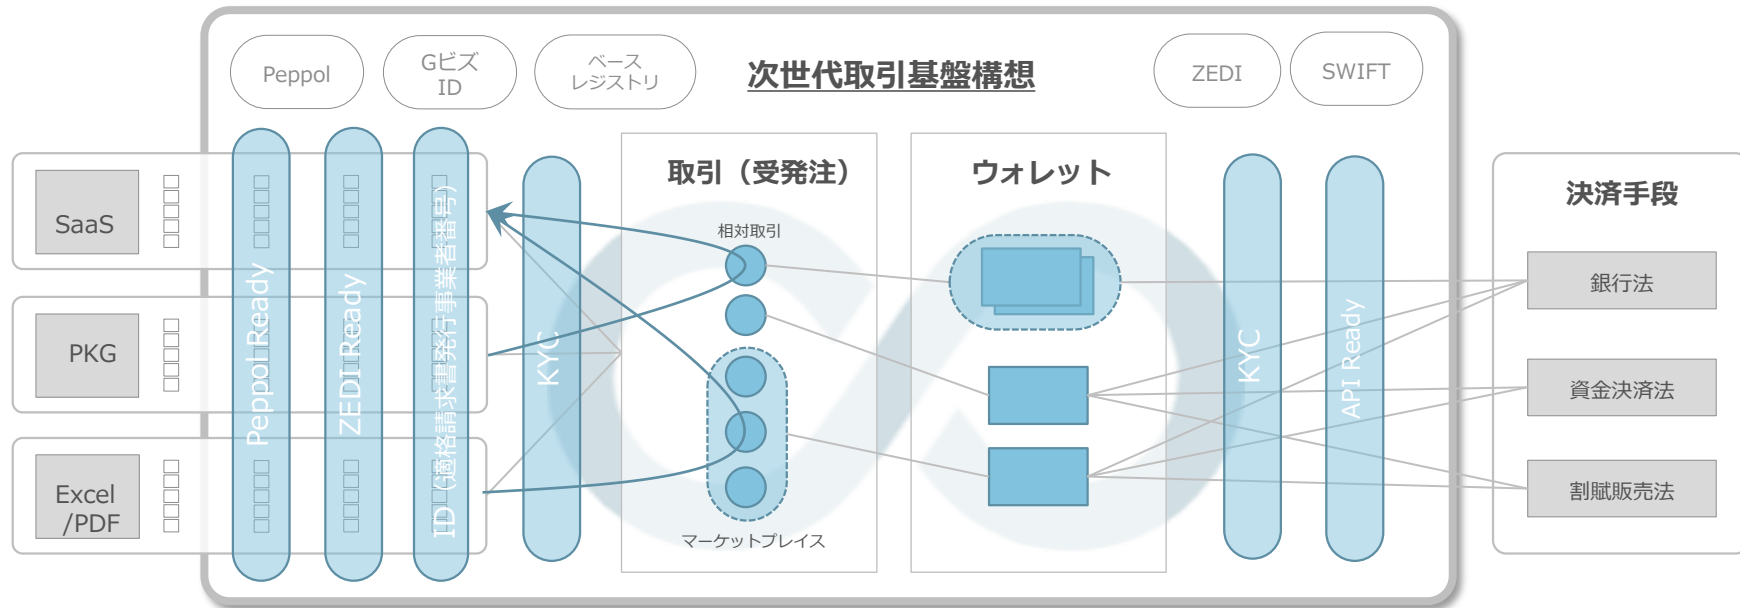 Peppol
Gビズ
ID
ベース
レジストリ
次世代取引基盤構想
ZEDI
SWIFT
SaaS
PKG
Excel
/PDF
Peppol Ready
ZEDI Ready
ID（適格請求書発行事業者番号）
KYC
取引（受発注）
相対取引
マーケットプレイス
ウォレット
KYC
API Ready
決済手段
銀行法
資金決済法
割賦販売法